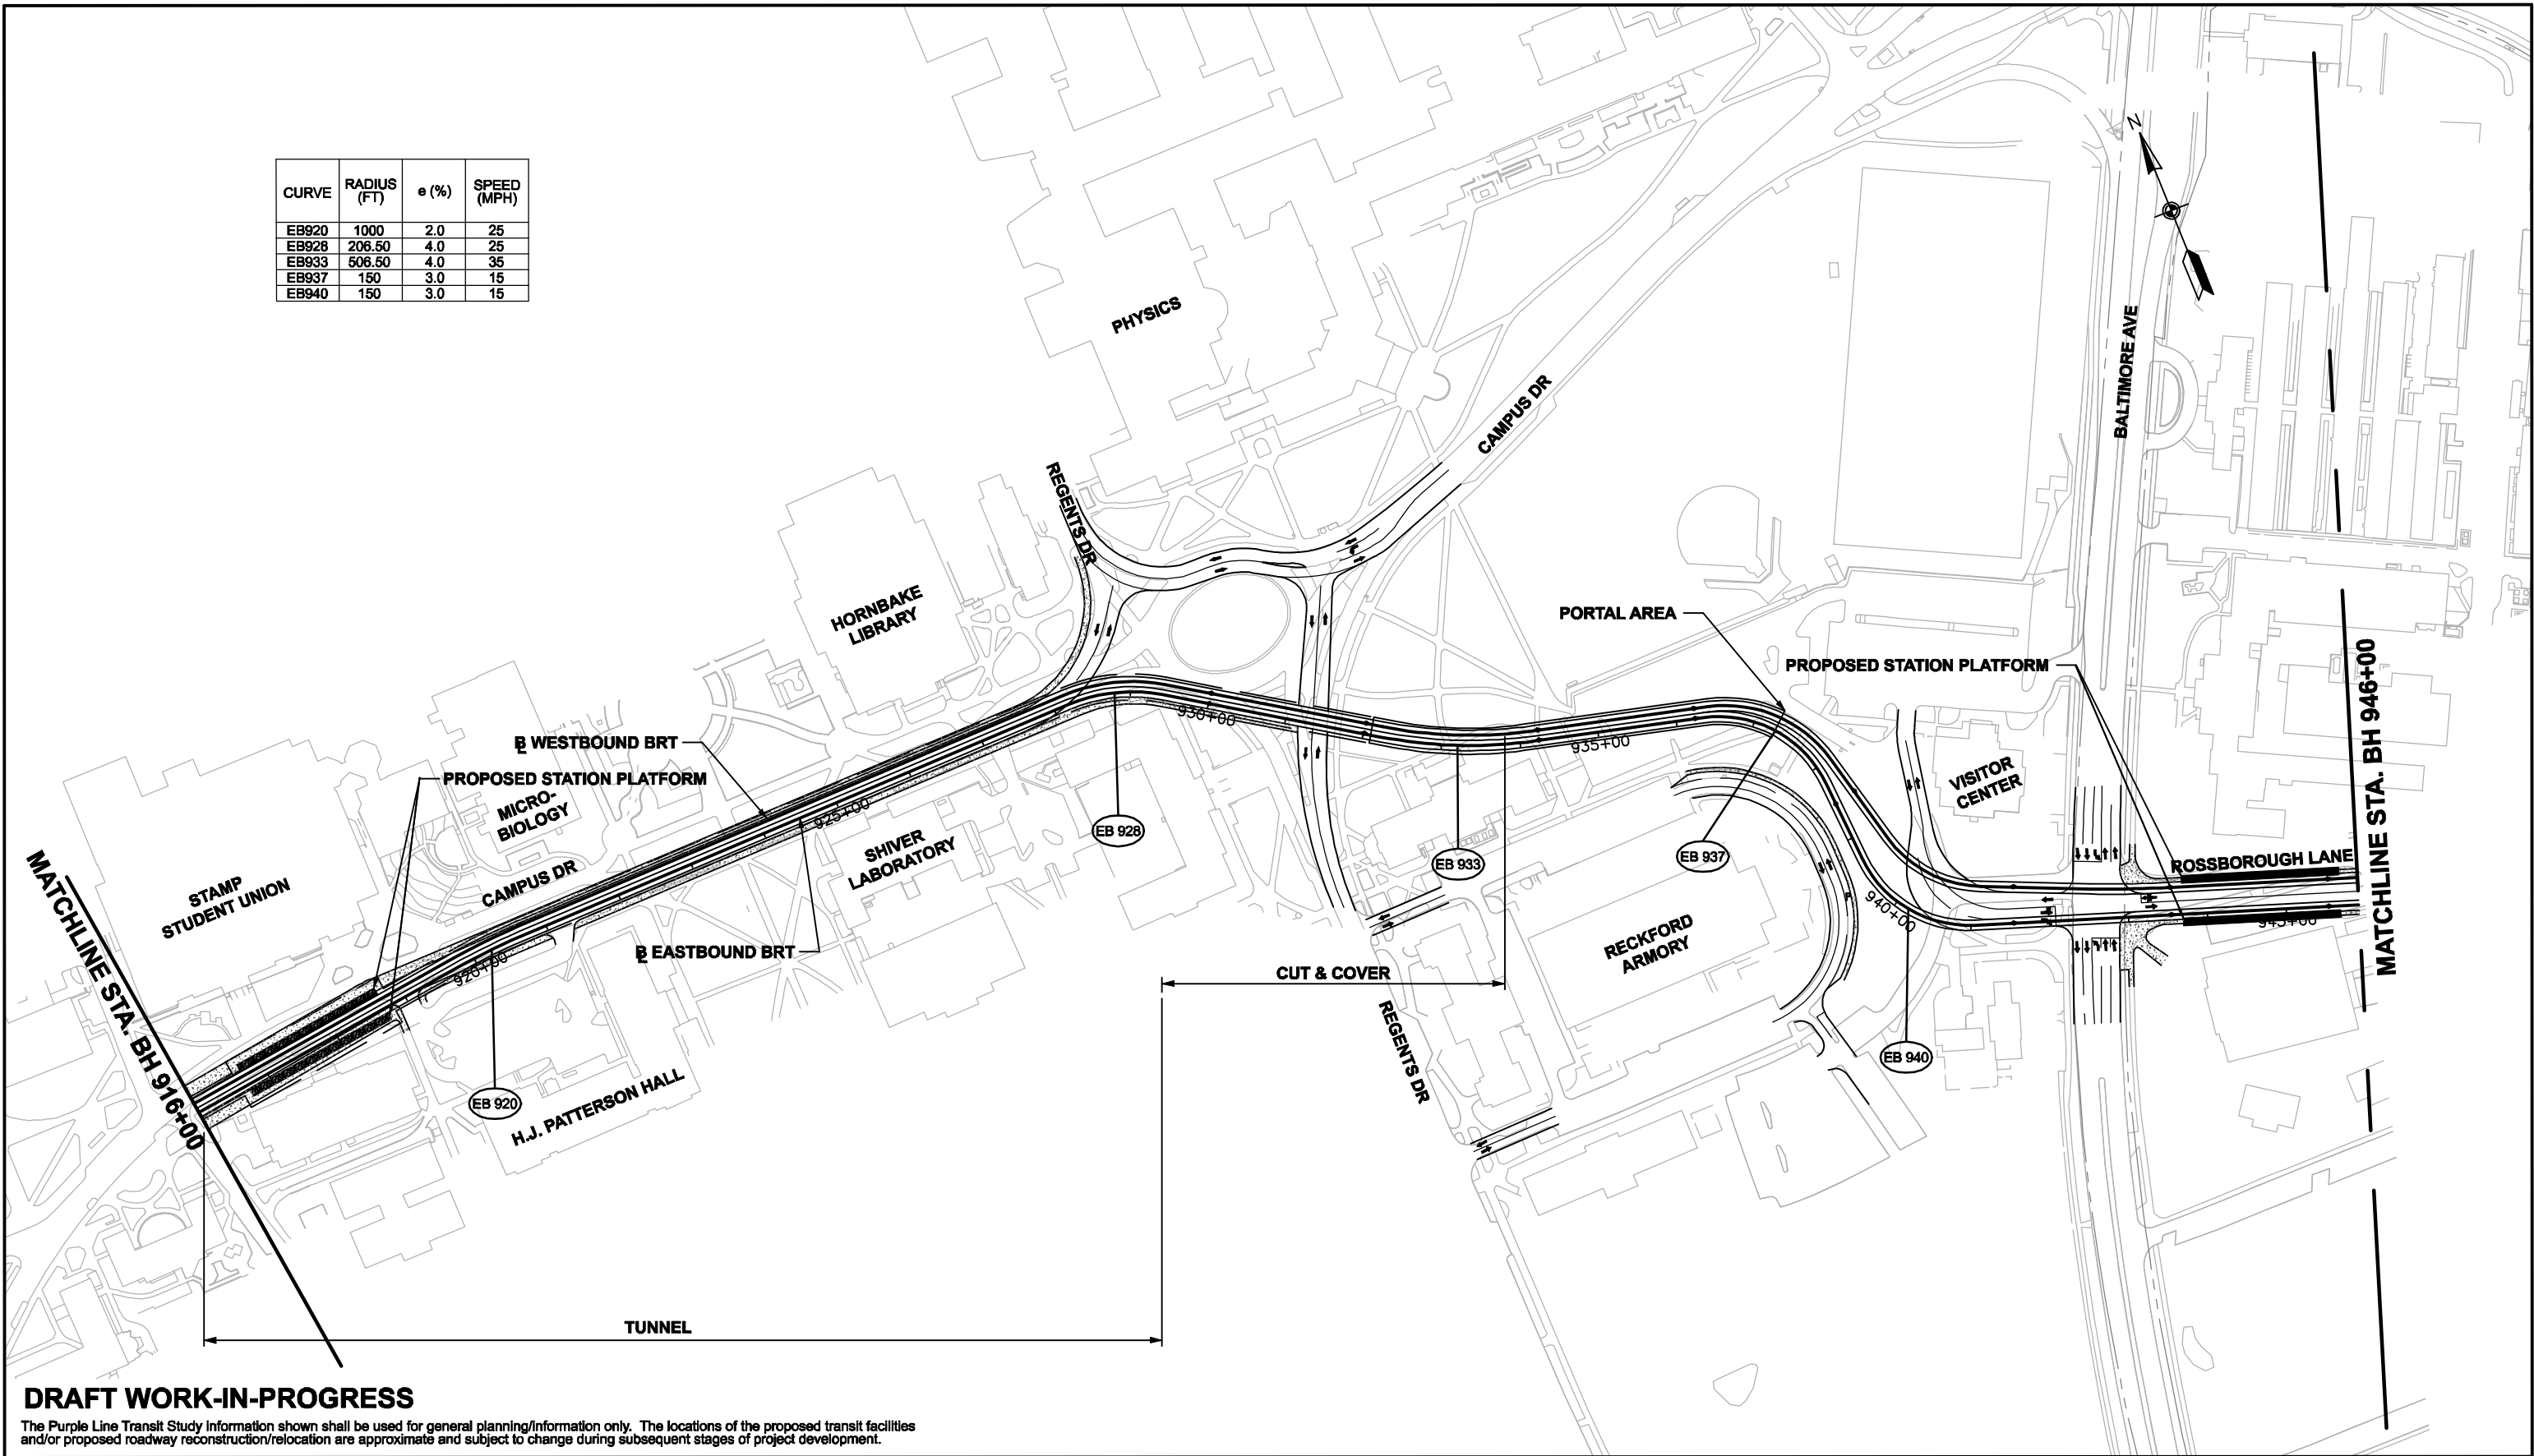 CURVE RADIUS (FT) e (%) SPEED (MPH)
EB920 1000 2.0 25
EB928 206.50 4.0 25
EB933 506.50 4.0 35
EB937 150 3.0 15
EB940 150 3.0 15
N
PHYSICS
BALTIMORE AVE
CAMPUS DR
REGENTS DR
HORNBAKE
LIBRARY
PORTAL AREA
PROPOSED STATION PLATFORM
MATCHLINE STA. BH 946+00
930+00
935+00
BL WESTBOUND BRT
PROPOSED STATION PLATFORM
MICRO-
BIOLOGY
925+00
SHIVER
LABORATORY
EB 928
EB 933
EB 937
VISITOR
CENTER
ROSSBOROUGH LANE
MATCHLINE STA. BH 916+00
STAMP
STUDENT UNION
CAMPUS DR
920+00
BL EASTBOUND BRT
940+00
945+00
RECKFORD
ARMORY
CUT & COVER
REGENTS DR
EB 940
EB 920
H.J. PATTERSON HALL
TUNNEL
DRAFT WORK-IN-PROGRESS
The Purple Line Transit Study information shown shall be used for general planning/information only. The locations of the proposed transit facilities
and/or proposed roadway reconstruction/relocation are approximate and subject to change during subsequent stages of project development.